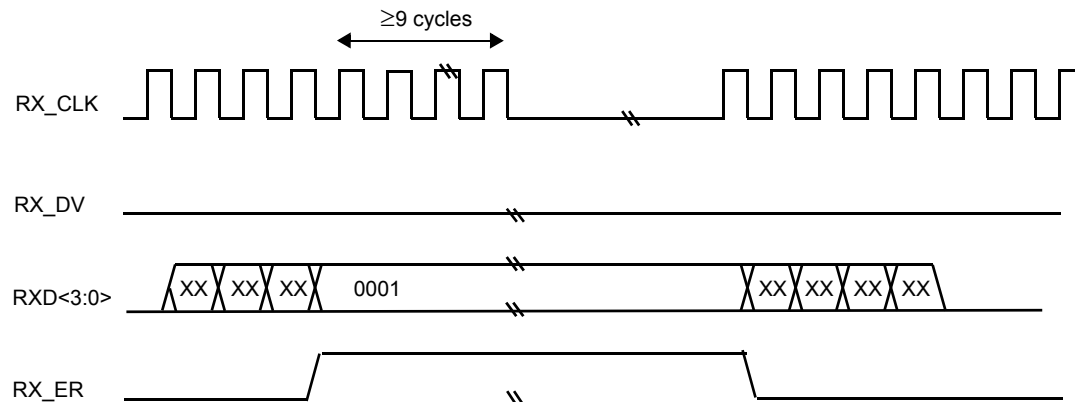 ≥9 cycles
RX_CLK
RX_DV
RXD<3:0> XX XX XX 0001 XX XX XX XX
RX_ER